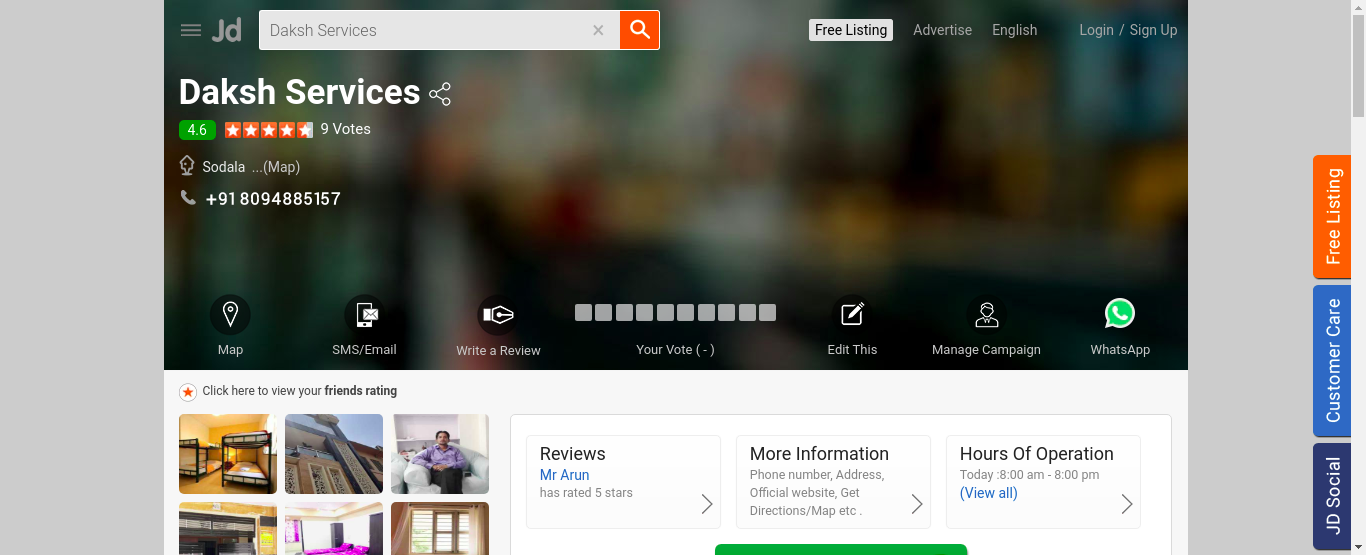 Jd
Daksh Services
Free Listing
Advertise
English
Login / Sign Up
Daksh Services
4.6
9 Votes
Sodala ...(Map)
+91 8094885157
Map
SMS/Email
Write a Review
Your Vote ( - )
Edit This
Manage Campaign
WhatsApp
Click here to view your friends rating
Reviews
Mr Arun
has rated 5 stars
More Information
Phone number, Address,
Official website, Get
Directions/Map etc .
Hours Of Operation
Today :8:00 am - 8:00 pm
(View all)
Free Listing
Customer Care
JD Social